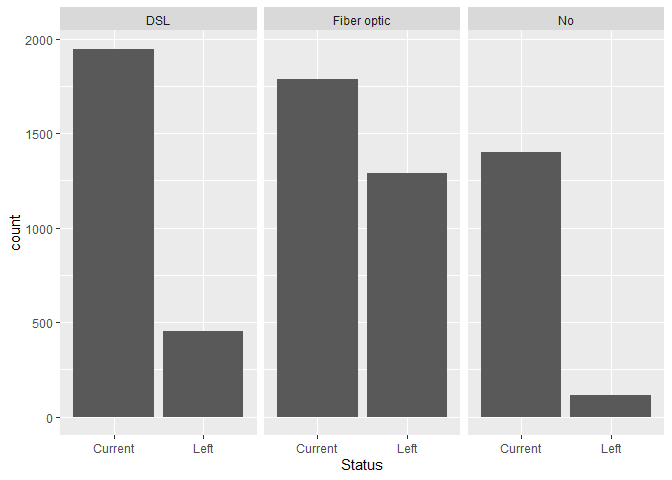 DSL Fiber optic No
2000
1500
1000
500
0
count
Current Left Current Left Current Left
Status